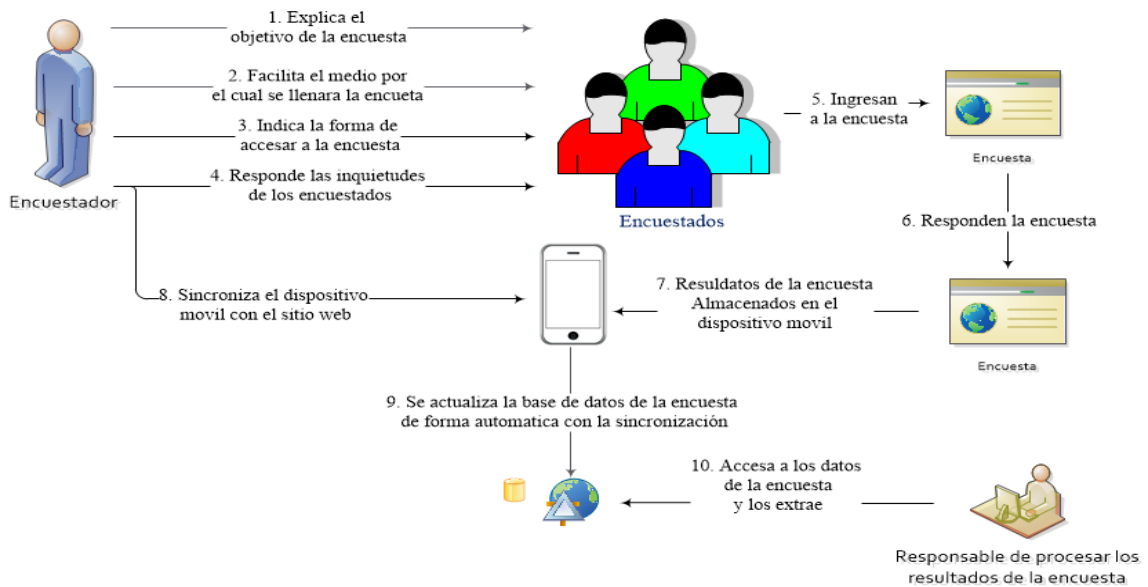 1. Explica el
objetivo de la encuesta
2. Facilita el medio por
el cual se llenara la encueta
3. Indica la forma de
accesar a la encuesta
4. Responde las inquietudes
de los encuestados
Encuestador
Encuestados
5. Ingresan
a la encuesta
Encuesta
6. Responden la encuesta
Encuesta
7. Resuldatos de la encuesta
Almacenados en el
dispositivo movil
8. Sincroniza el dispositivo
movil con el sitio web
9. Se actualiza la base de datos de la encuesta
de forma automatica con la sincronización
10. Accesa a los datos
de la encuesta
y los extrae
Responsable de procesar los
resultados de la encuesta